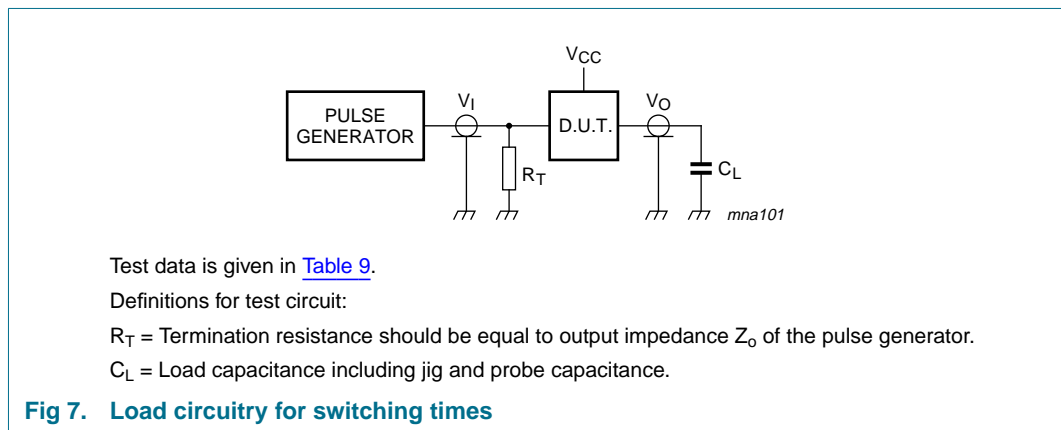 VCC
PULSE
GENERATOR
VI
D.U.T.
VO
RT
CL
mna101
Test data is given in Table 9.
Definitions for test circuit:
RT = Termination resistance should be equal to output impedance Zo of the pulse generator.
CL = Load capacitance including jig and probe capacitance.
Fig 7. Load circuitry for switching times